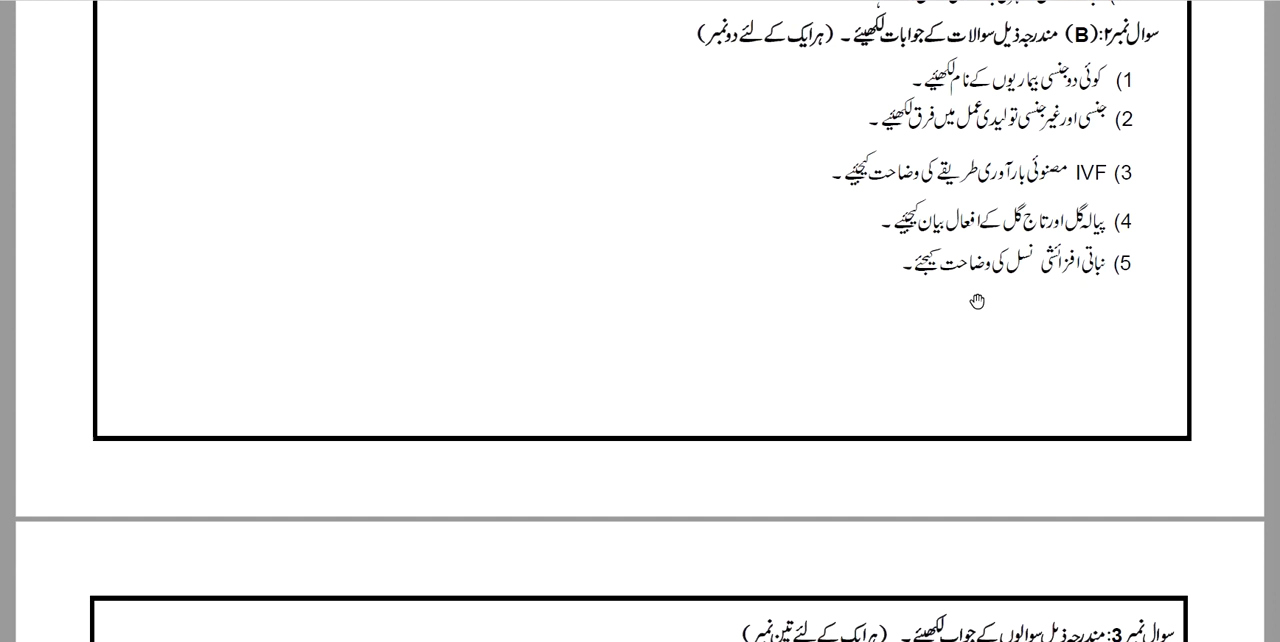 سوال نمبر۲:(B) مندرجہ ذیل سوالات کے جوابات لکھیئے ۔ (ہر ایک کے لئے دو نمبر)
1) کوئی دو جنسی بیماریوں کے نام لکھیئے ۔
2) جنسی اور غیر جنسی تولیدی عمل میں فرق لکھیئے ۔
3) IVF مصنوئی بارآوری طریقے کی وضاحت کیجیئے ۔
4) پیالہ گل اور تاج گل کے افعال بیان کیجیئے ۔
5) نباتی افزائشی نسل کی وضاحت کیجئے ۔
سوال نمبر 3: مندرجہ ذیل سوالوں کے جواب لکھیئے ۔ (ہر ایک کے لئے تین نمبر)